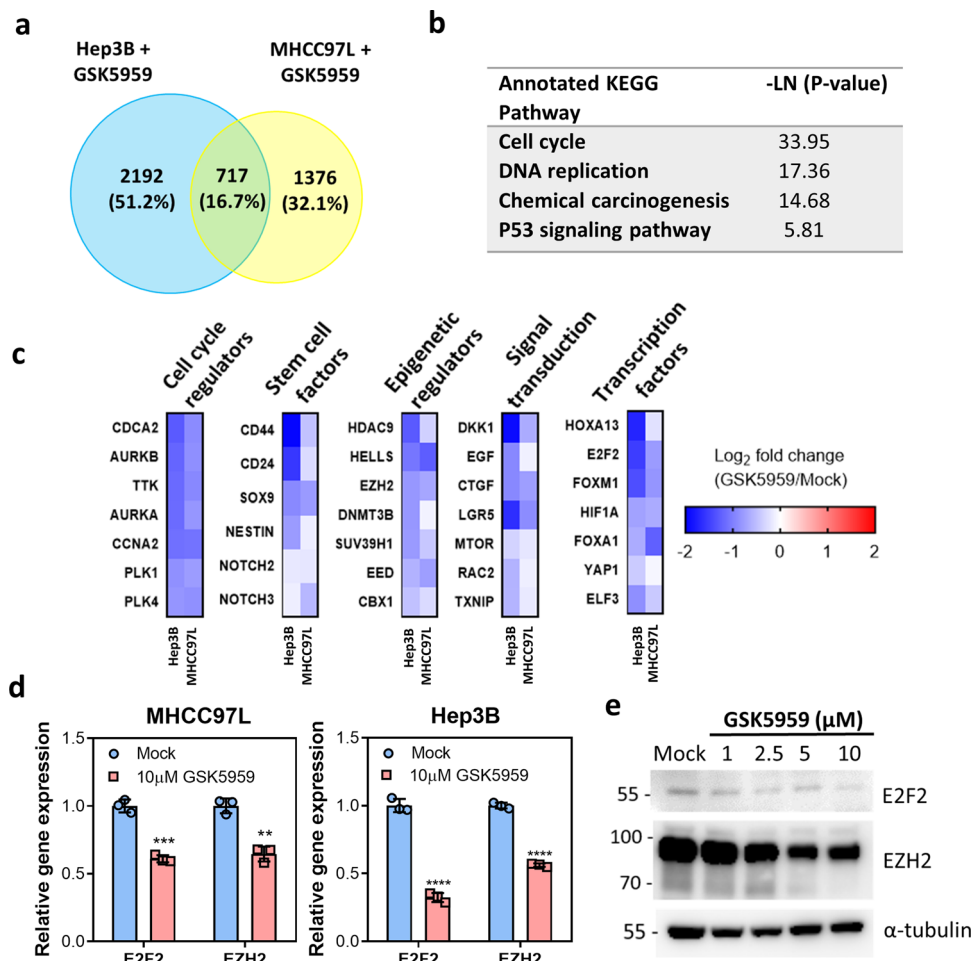 a
Hep3B +
GSK5959
MHCC97L +
GSK5959
2192
(51.2%)
717
(16.7%)
1376
(32.1%)
b
Annotated KEGG
Pathway
-LN (P-value)
Cell cycle 33.95
DNA replication 17.36
Chemical carcinogenesis 14.68
P53 signaling pathway 5.81
c
Cell cycle
regulators
CDCA2
AURKB
TTK
AURKA
CCNA2
PLK1
PLK4
Hep3B
MHCC97L
Stem cell
factors
CD44
CD24
SOX9
NESTIN
NOTCH2
NOTCH3
Hep3B
MHCC97L
Epigenetic
regulators
HDAC9
HELLS
EZH2
DNMT3B
SUV39H1
EED
CBX1
Hep3B
MHCC97L
Signal
transduction
DKK1
EGF
CTGF
LGR5
MTOR
RAC2
TXNIP
Hep3B
MHCC97L
Transcription
factors
HOXA13
E2F2
FOXM1
HIF1A
FOXA1
YAP1
ELF3
Hep3B
MHCC97L
Log2 fold change
(GSK5959/Mock)
-2 -1 0 1 2
d
MHCC97L
Relative gene expression
1.5
1.0
0.5
0.0
Mock
10μM GSK5959
***
**
E2F2 EZH2
Hep3B
Relative gene expression
1.5
1.0
0.5
0.0
Mock
10μM GSK5959
****
****
E2F2 EZH2
e
GSK5959 (μM)
Mock 1 2.5 5 10
55 - E2F2
100 -
EZH2
70 -
55 - α-tubulin